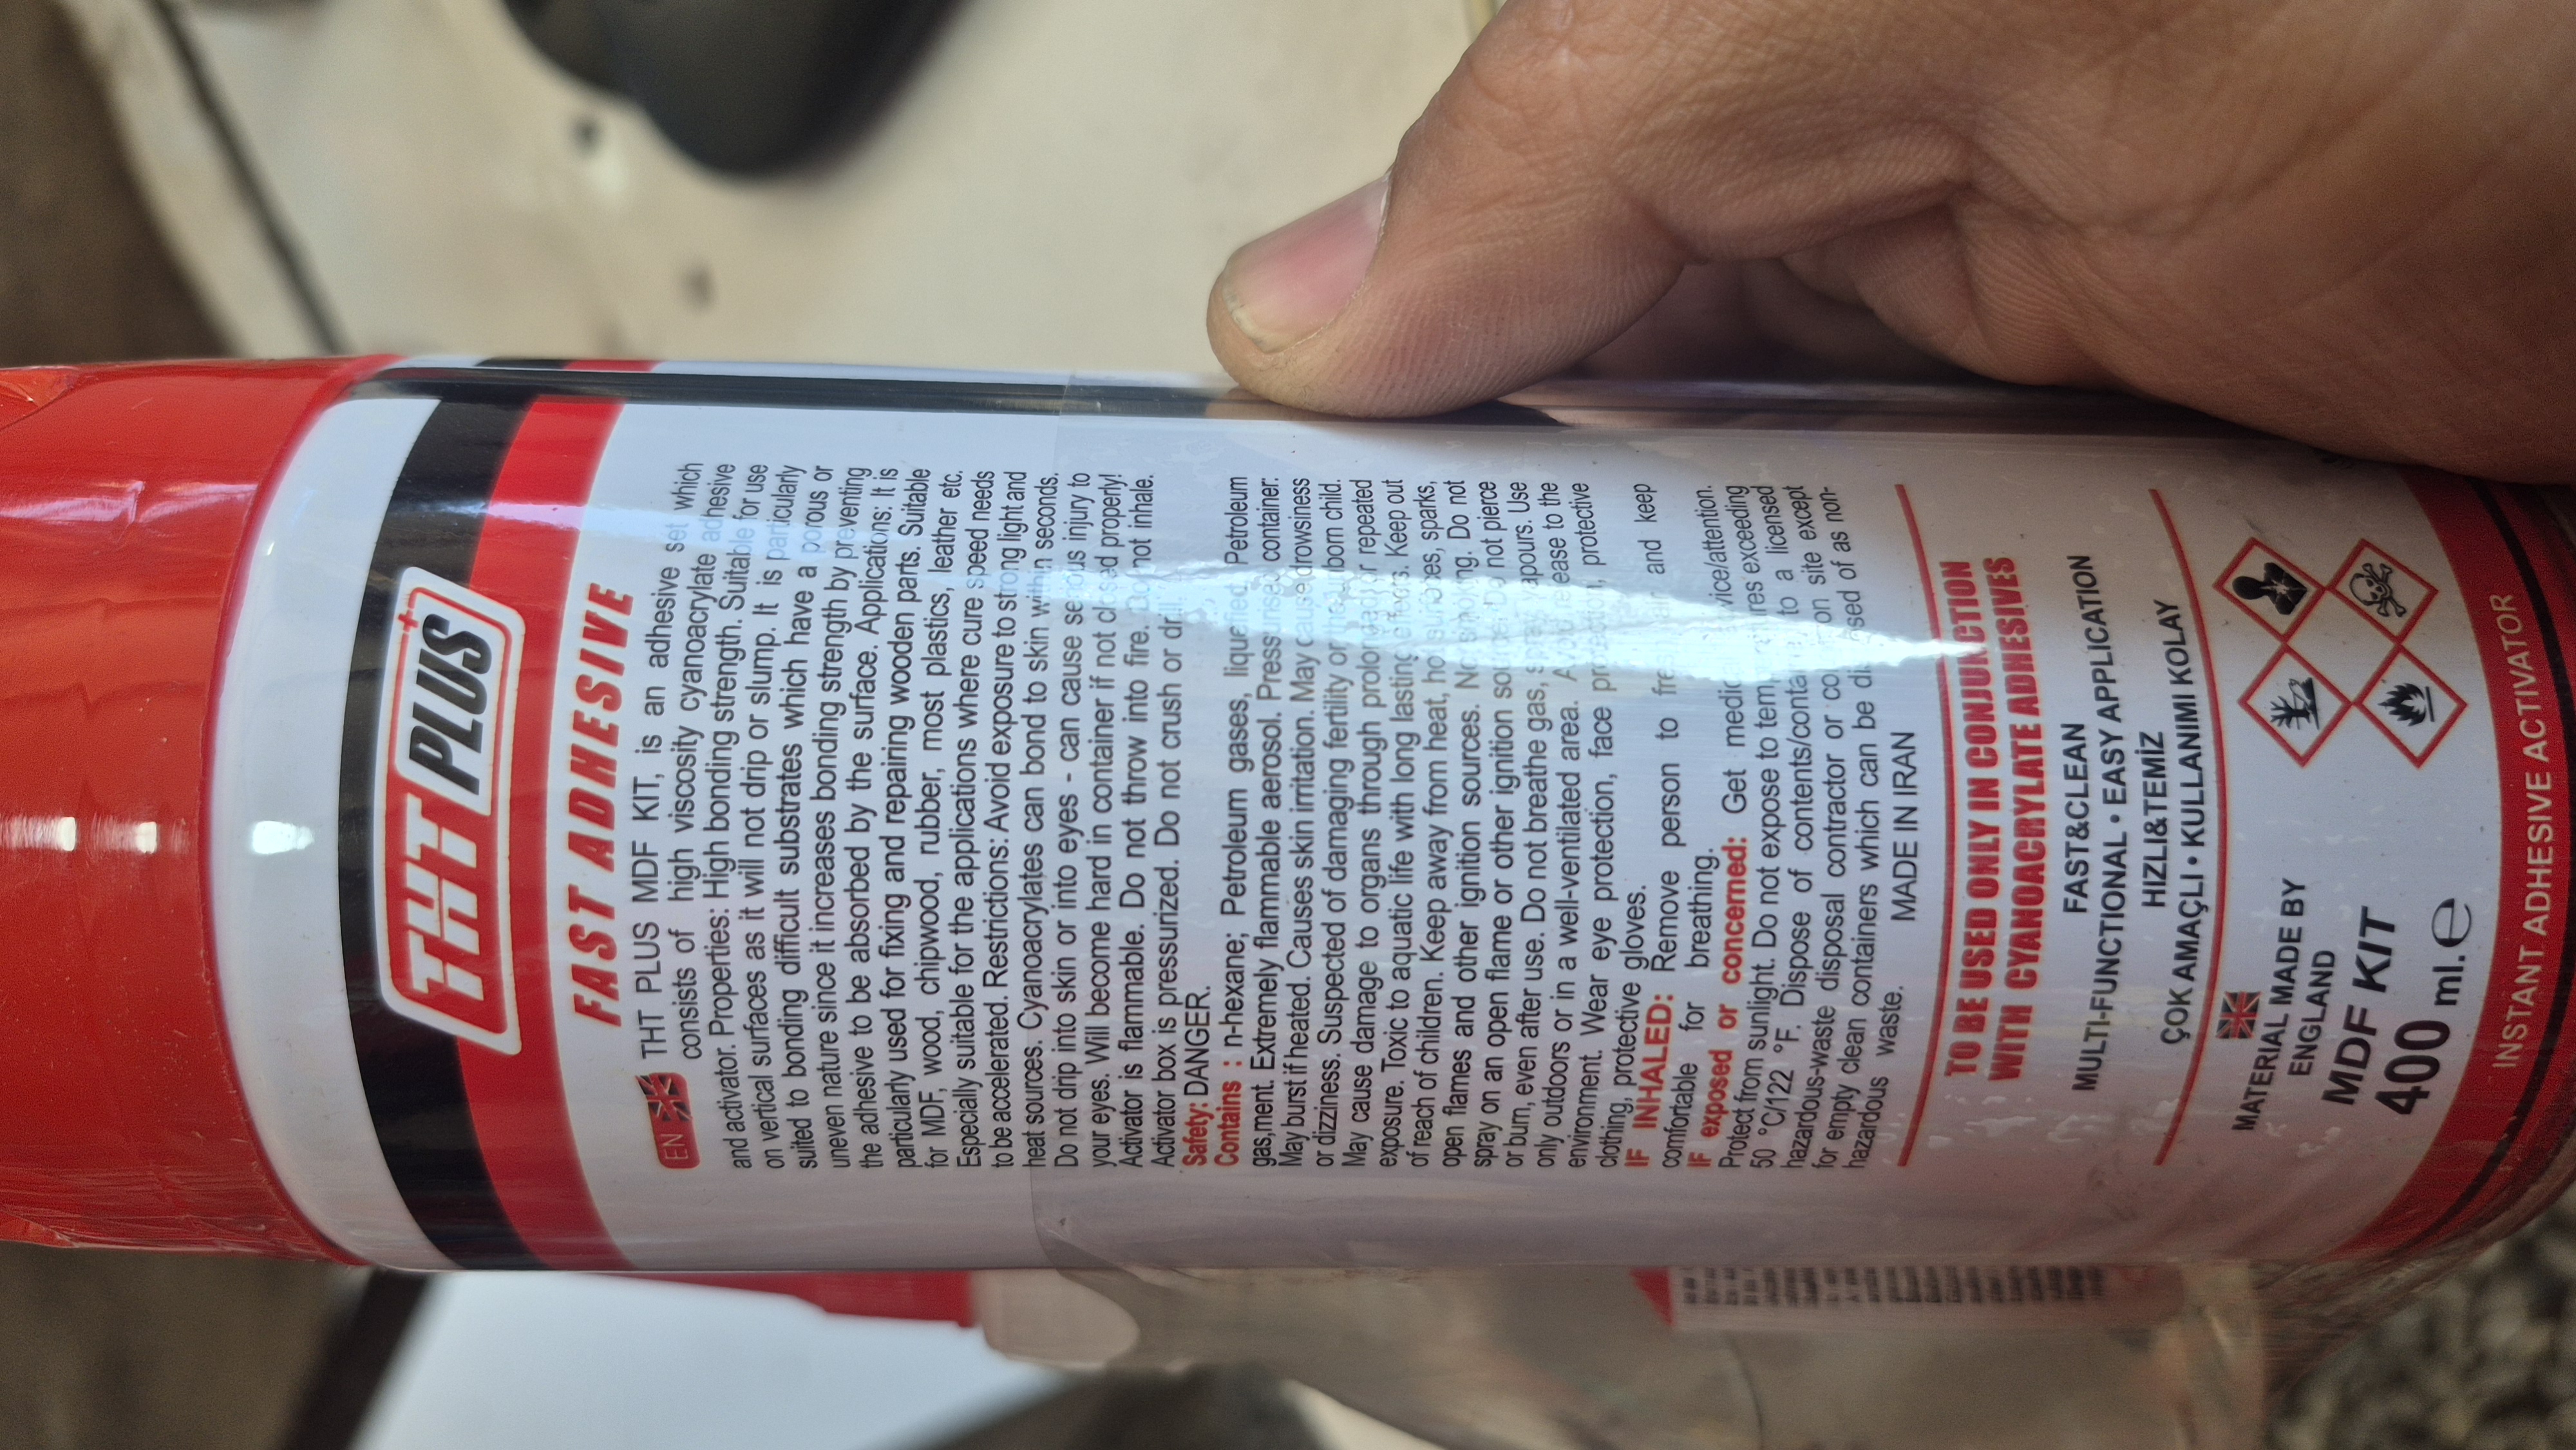 THT PLUS+
FAST ADHESIVE
EN THT PLUS MDF KIT, is an adhesive set which
consists of high viscosity cyanoacrylate adhesive
and activator. Properties: High bonding strength. Suitable for use
on vertical surfaces as it will not drip or slump. It is particularly
suited to bonding difficult substrates which have a porous or
uneven nature since it increases bonding strength by preventing
the adhesive to be absorbed by the surface. Applications: It is
particularly used for fixing and repairing wooden parts. Suitable
for MDF, wood, chipwood, rubber, most plastics, leather etc.
Especially suitable for the applications where cure speed needs
to be accelerated. Restrictions: Avoid exposure to strong light and
heat sources. Cyanoacrylates can bond to skin within seconds.
Do not drip into skin or into eyes - can cause serious injury to
your eyes. Will become hard in container if not closed properly!
Activator is flammable. Do not throw into fire. Do not inhale.
Activator box is pressurized. Do not crush or
Safety: DANGER.
Contains : n-hexane; Petroleum gases, liquefied, Petroleum
gas,ment. Extremely flammable aerosol. Pressurised container:
May burst if heated. Causes skin irritation. May cause drowsiness
or dizziness. Suspected of damaging fertility or born child.
May cause damage to organs through prolonged or repeated
exposure. Toxic to aquatic life with long lasting effects. Keep out
of reach of children. Keep away from heat, hot surfaces, sparks,
open flames and other ignition sources. No smoking. Do not
spray on an open flame or other ignition source. Do not pierce
or burn, even after use. Do not breathe gas, vapours. Use
only outdoors or in a well-ventilated area. Avoid release to the
environment. Wear eye protection, face protection, protective
clothing, protective gloves.
IF INHALED: Remove person to fresh air and keep
comfortable for breathing.
IF exposed or concerned: Get medical advice/attention.
Protect from sunlight. Do not expose to temperatures exceeding
50 °C/122 °F. Dispose of contents/container to a licensed
hazardous-waste disposal contractor or on site except
for empty clean containers which can be disposed of as non-
hazardous waste. MADE IN IRAN
TO BE USED ONLY IN CONJUNCTION
WITH CYANOACRYLATE ADHESIVES
FAST&CLEAN
MULTI-FUNCTIONAL • EASY APPLICATION
HIZLI&TEMİZ
ÇOK AMAÇLI • KULLANIMI KOLAY
MATERIAL MADE BY
ENGLAND
MDF KIT
400 ml. e
INSTANT ADHESIVE ACTIVATOR